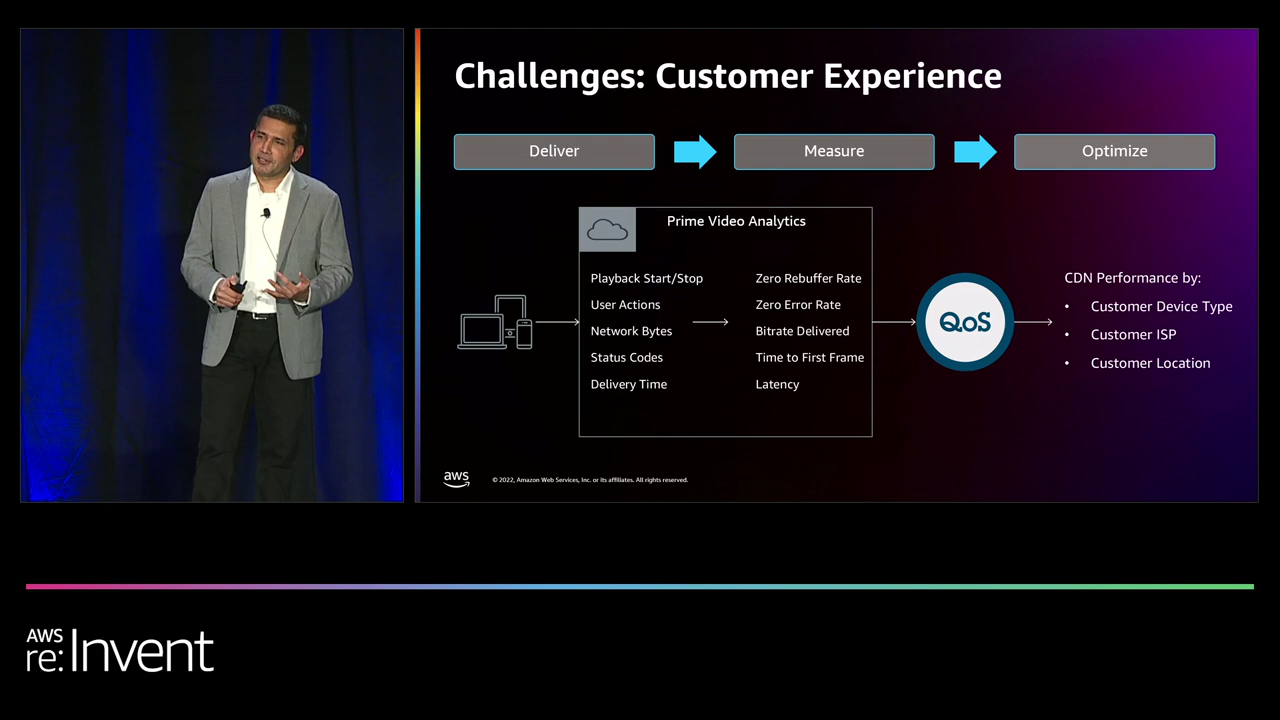 Challenges: Customer Experience
Deliver
Measure
Optimize
Prime Video Analytics
Playback Start/Stop
User Actions
Network Bytes
Status Codes
Delivery Time
Zero Rebuffer Rate
Zero Error Rate
Bitrate Delivered
Time to First Frame
Latency
QoS
CDN Performance by:
• Customer Device Type
• Customer ISP
• Customer Location
aws
© 2022, Amazon Web Services, Inc. or its affiliates. All rights reserved.
AWS
re:Invent